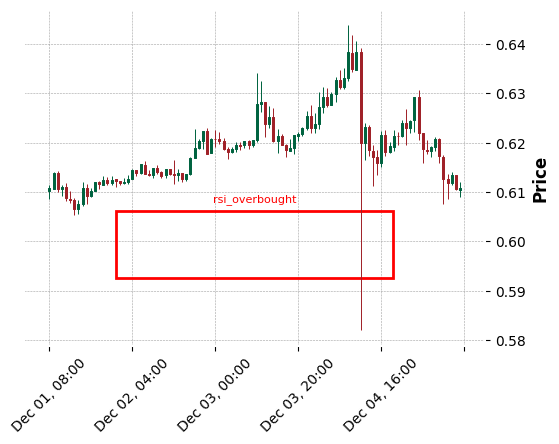 0.64
0.63
0.62
0.61
0.60
0.59
0.58
Price
rsi_overbought
Dec 01, 08:00
Dec 02, 04:00
Dec 03, 00:00
Dec 03, 20:00
Dec 04, 16:00